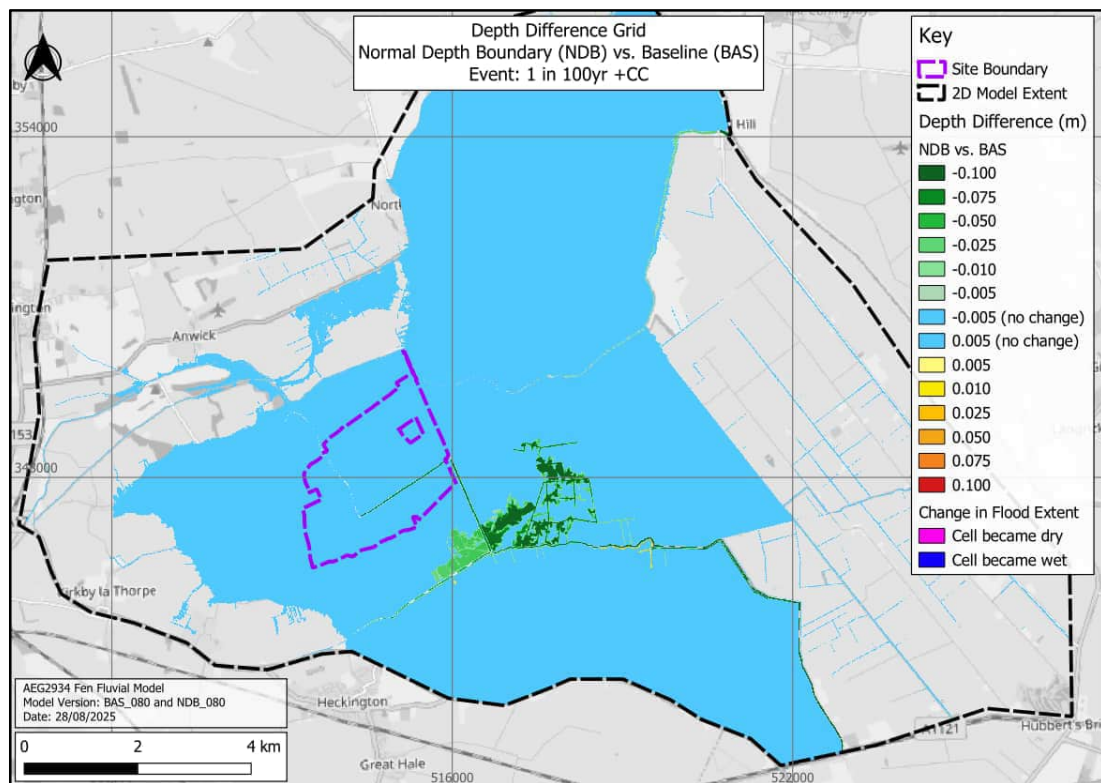 Depth Difference Grid
Normal Depth Boundary (NDB) vs. Baseline (BAS)
Event: 1 in 100yr +CC
Key
Site Boundary
2D Model Extent
Depth Difference (m)
NDB vs. BAS
-0.100
-0.075
-0.050
-0.025
-0.010
-0.005
-0.005 (no change)
0.005 (no change)
0.005
0.010
0.025
0.050
0.075
0.100
Change in Flood Extent
Cell became dry
Cell became wet
354000
Hill
North
ington
Anwick
153
348000
Kirkby la Thorpe
Heckington
Great Hale
A1121
Hubbert's Bri
516000
522000
AEG2934 Fen Fluvial Model
Model Version: BAS_080 and NDB_080
Date: 28/08/2025
0 2 4 km